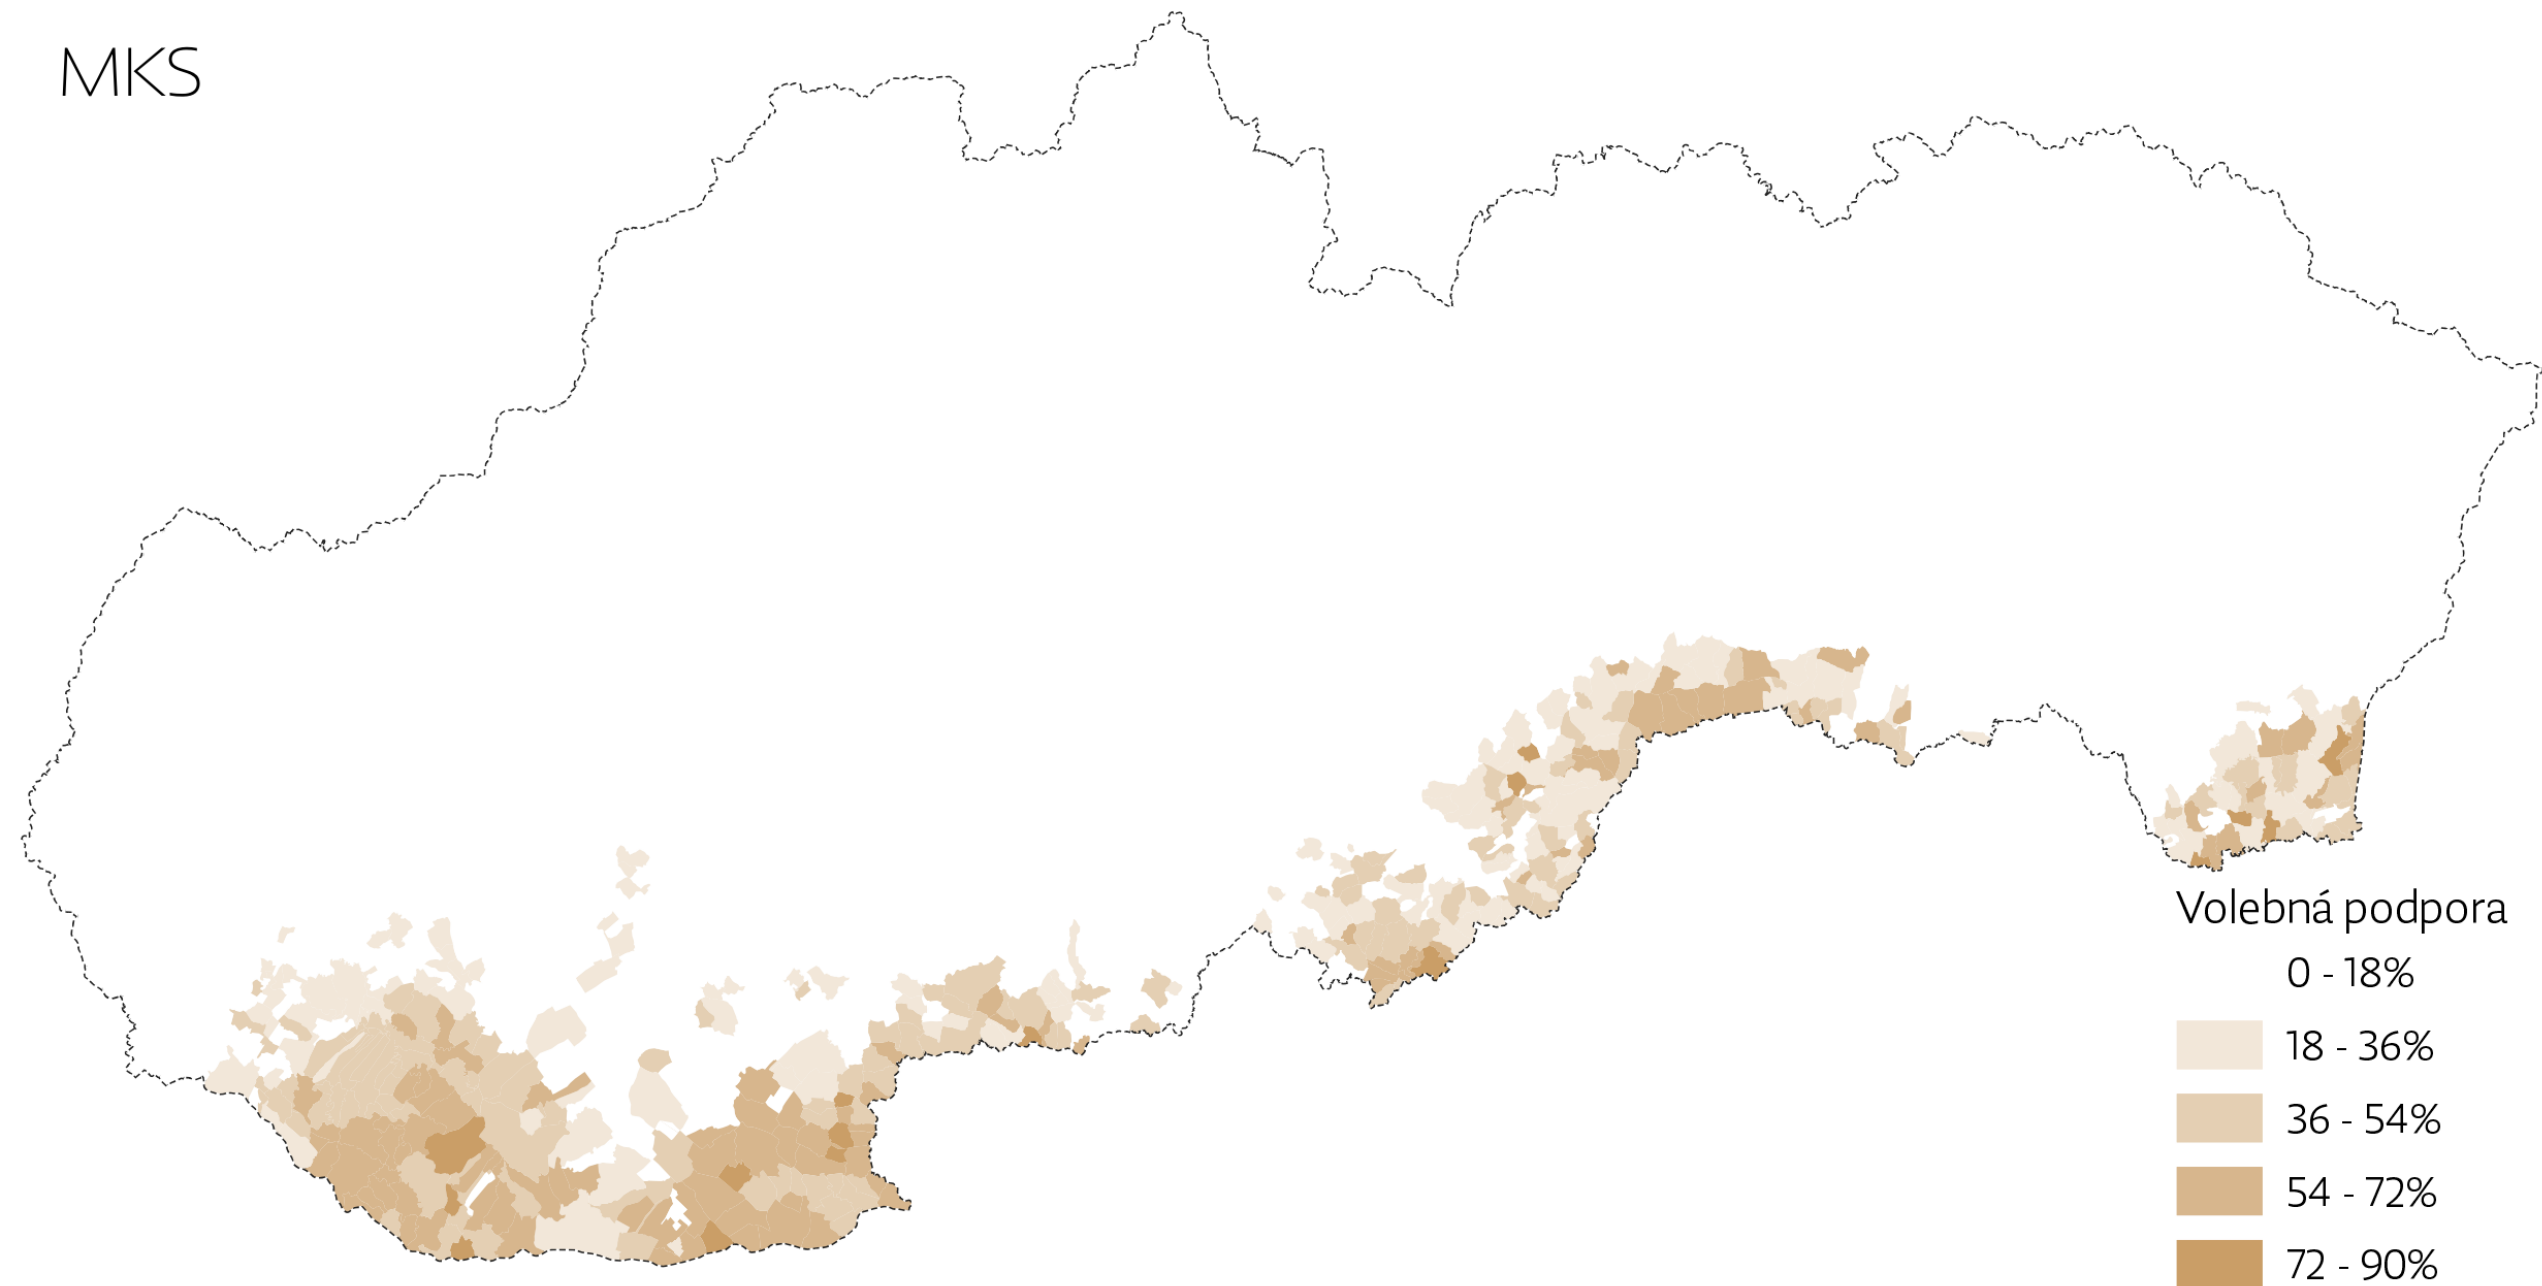 MKS
Volebná podpora
0 - 18%
18 - 36%
36 - 54%
54 - 72%
72 - 90%